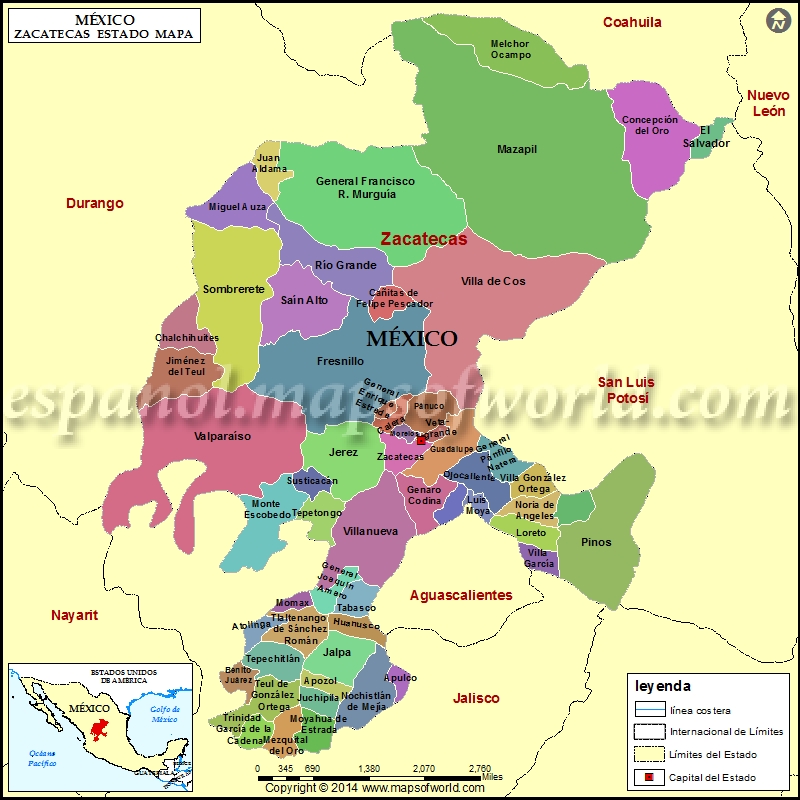 MÉXICO
ZACATECAS ESTADO MAPA
N
Coahuila
Nuevo
León
Durango
San Luis
Potosí
Nayarit
Aguascalientes
Jalisco
Zacatecas
MÉXICO
Melchor
Ocampo
Mazapil
Concepción
del Oro
El
Salvador
Juan
Aldama
General Francisco
R. Murguía
Miguel Auza
Río Grande
Villa de Cos
Sombrerete
Saín Alto
Cañitas de
Felipe Pescador
Chalchihuites
Jiménez
del Teul
Fresnillo
General
Enrique
Estrada
Pánuco
Calera
Veta-
grande
Morelos
Zacatecas
Guadalupe
General
Panfilo
Natera
Valparaíso
Jerez
Ojocaliente
Villa González
Ortega
Susticacán
Genaro
Codina
Luis
Moya
Noria de
Angeles
Monte
Escobedo
Tepetongo
Villanueva
Loreto
Pinos
Villa
García
General
Joaquín
Amaro
Momax
Tabasco
Atolinga
Tlaltenango
de Sánchez
Román
Huanusco
Tepechitlán
Jalpa
Benito
Juárez
Teul de
González
Ortega
Apozol
Apulco
Juchipila
Nochistlán
de Mejía
Trinidad
García de la
Cadena
Moyahua de
Estrada
Mezquital
del Oro
español.mapsofworld.com
ESTADOS UNIDOS
DE AMÉRICA
MÉXICO
Golfo de
México
Océano
Pacífico
GUATEMALA
leyenda
línea costera
Internacional de Límites
Límites del Estado
Capital del Estado
0 345 690 1,380 2,070 2,760
Miles
Copyright © 2014 www.mapsofworld.com